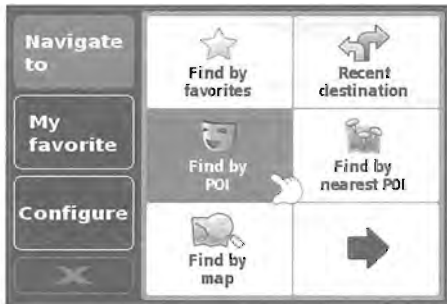 Navigate
to
My
favorite
Configure
Find by
favorites
Recent
destination
Find by
POI
Find by
nearest POI
Find by
map